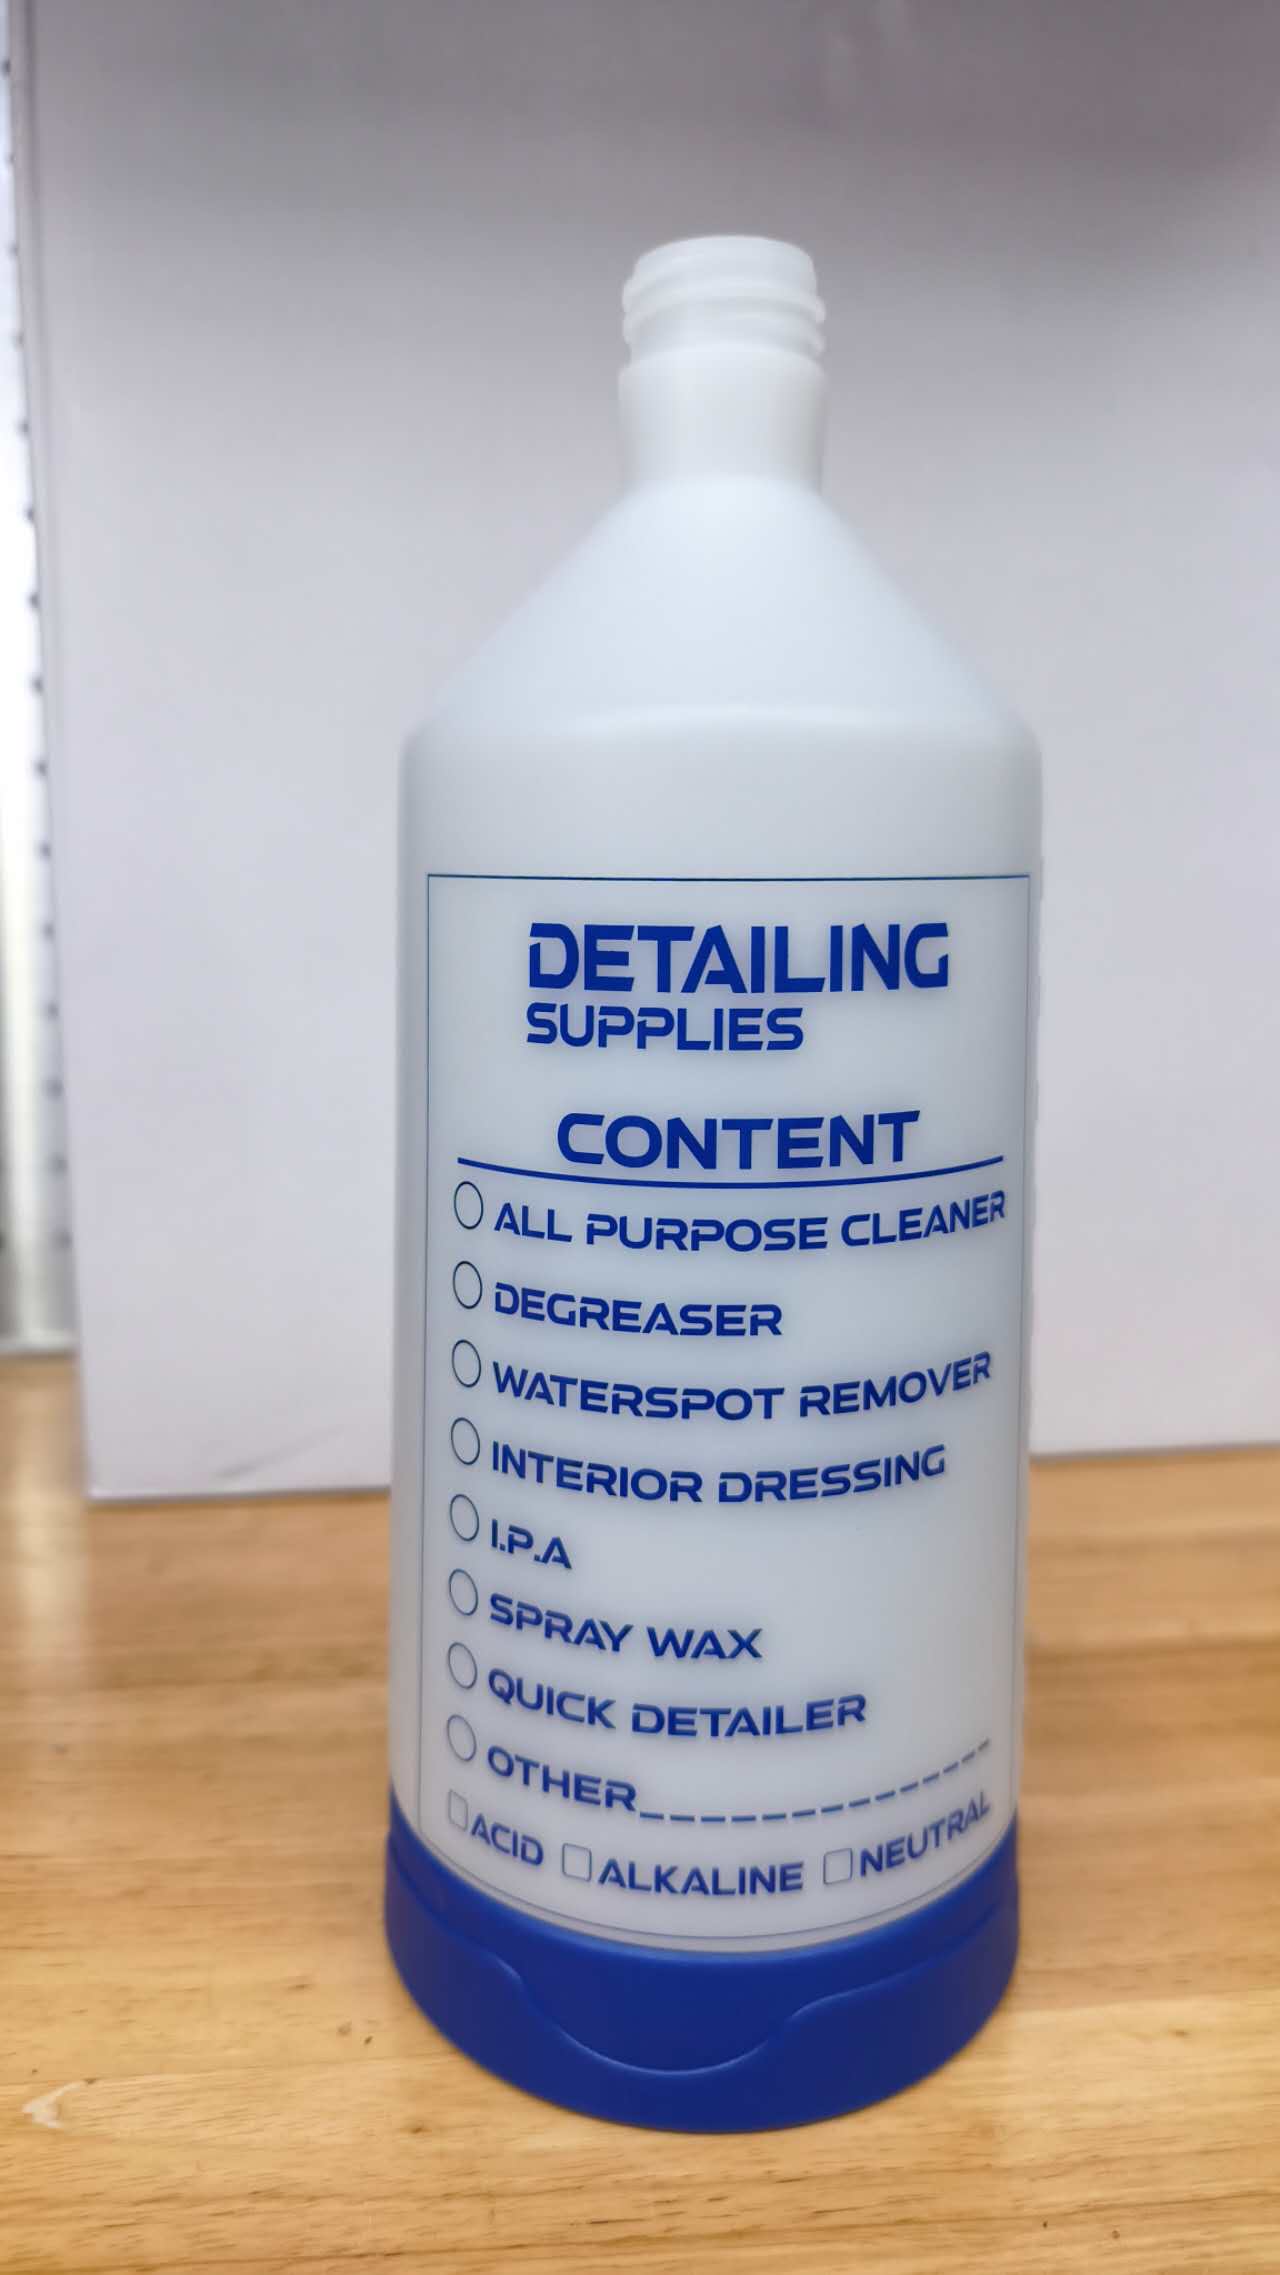 DETAILING
SUPPLIES
CONTENT
ALL PURPOSE CLEANER
DEGREASER
WATERSPOT REMOVER
INTERIOR DRESSING
I.P.A
SPRAY WAX
QUICK DETAILER
OTHER_____________
ACID ALKALINE NEUTRAL